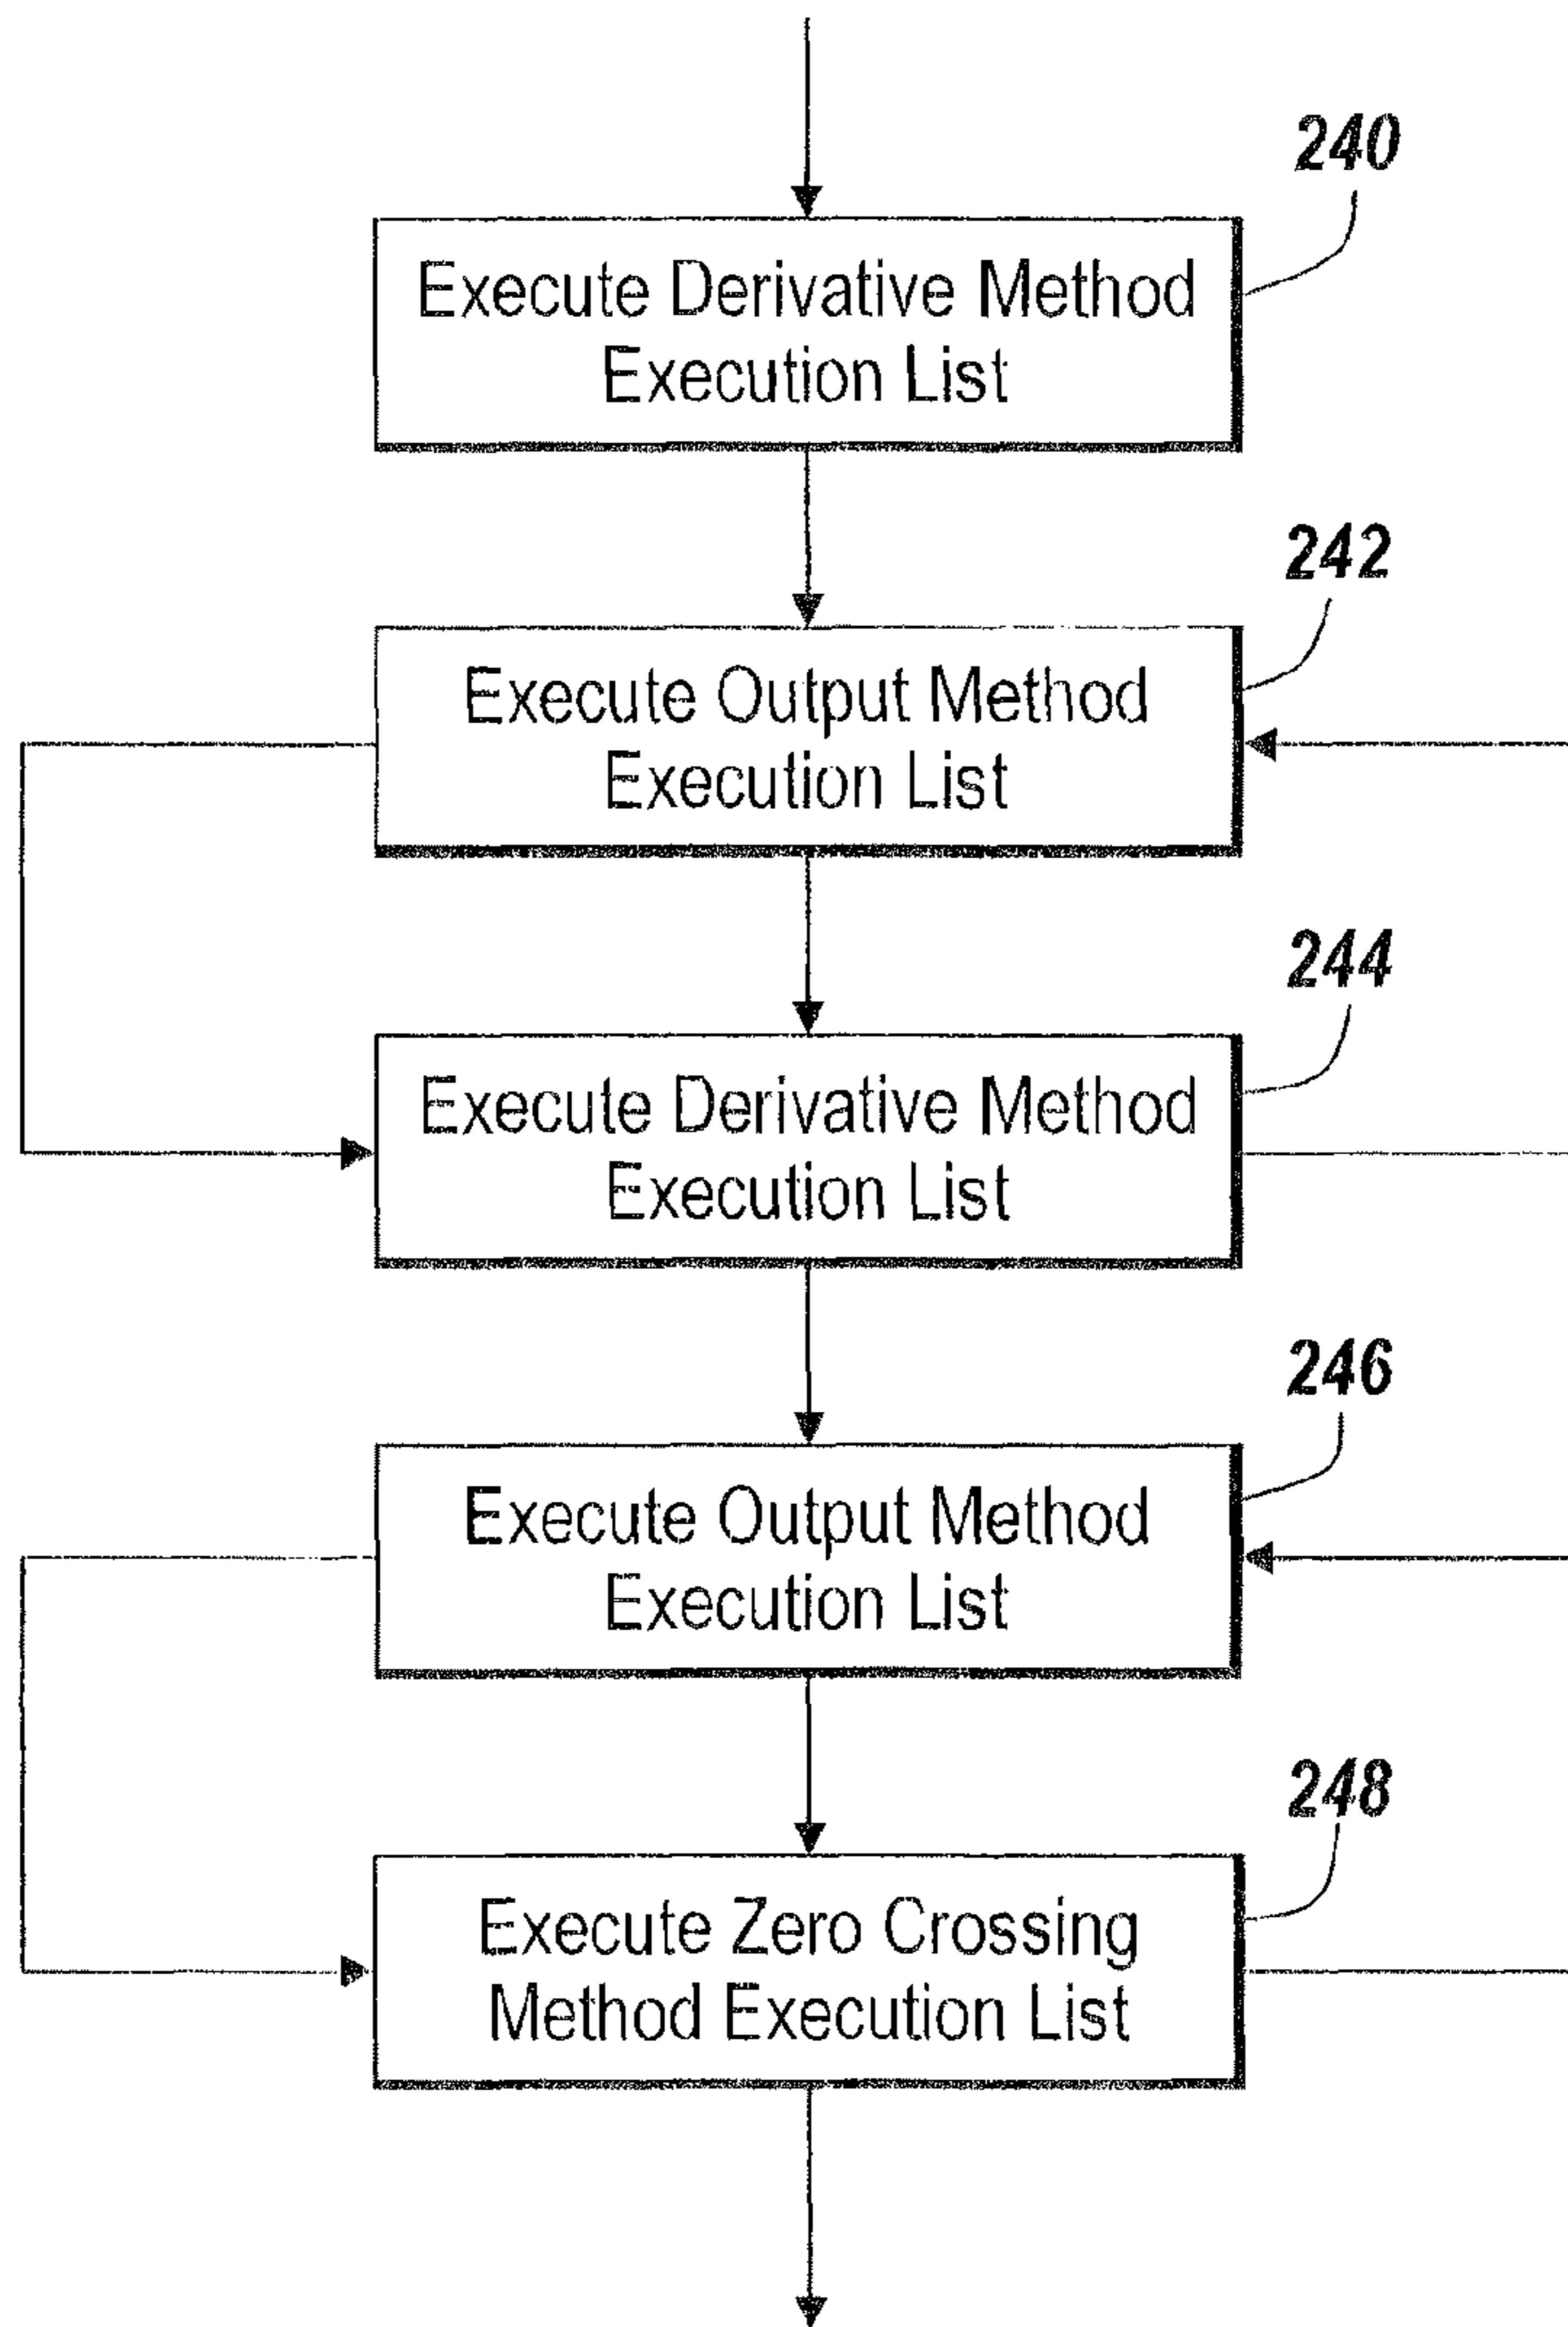 240
Execute Derivative Method
Execution List
242
Execute Output Method
Execution List
244
Execute Derivative Method
Execution List
246
Execute Output Method
Execution List
248
Execute Zero Crossing
Method Execution List